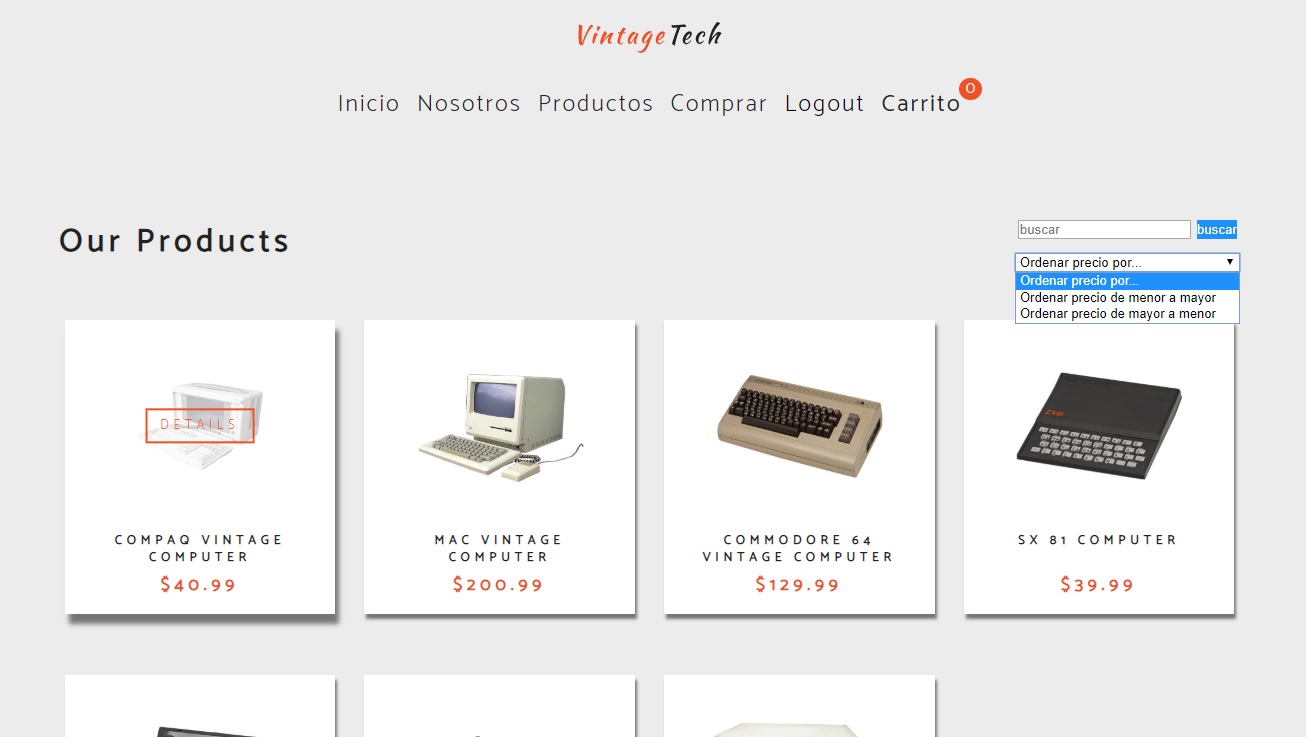 VintageTech
Inicio Nosotros Productos Comprar Logout Carrito 0
Our Products
buscar buscar
Ordenar precio por...
Ordenar precio por...
Ordenar precio de menor a mayor
Ordenar precio de mayor a menor
DETAILS
ZX81
COMPAQ VINTAGE
COMPUTER
$40.99
MAC VINTAGE
COMPUTER
$200.99
COMMODORE 64
VINTAGE COMPUTER
$129.99
SX 81 COMPUTER
$39.99